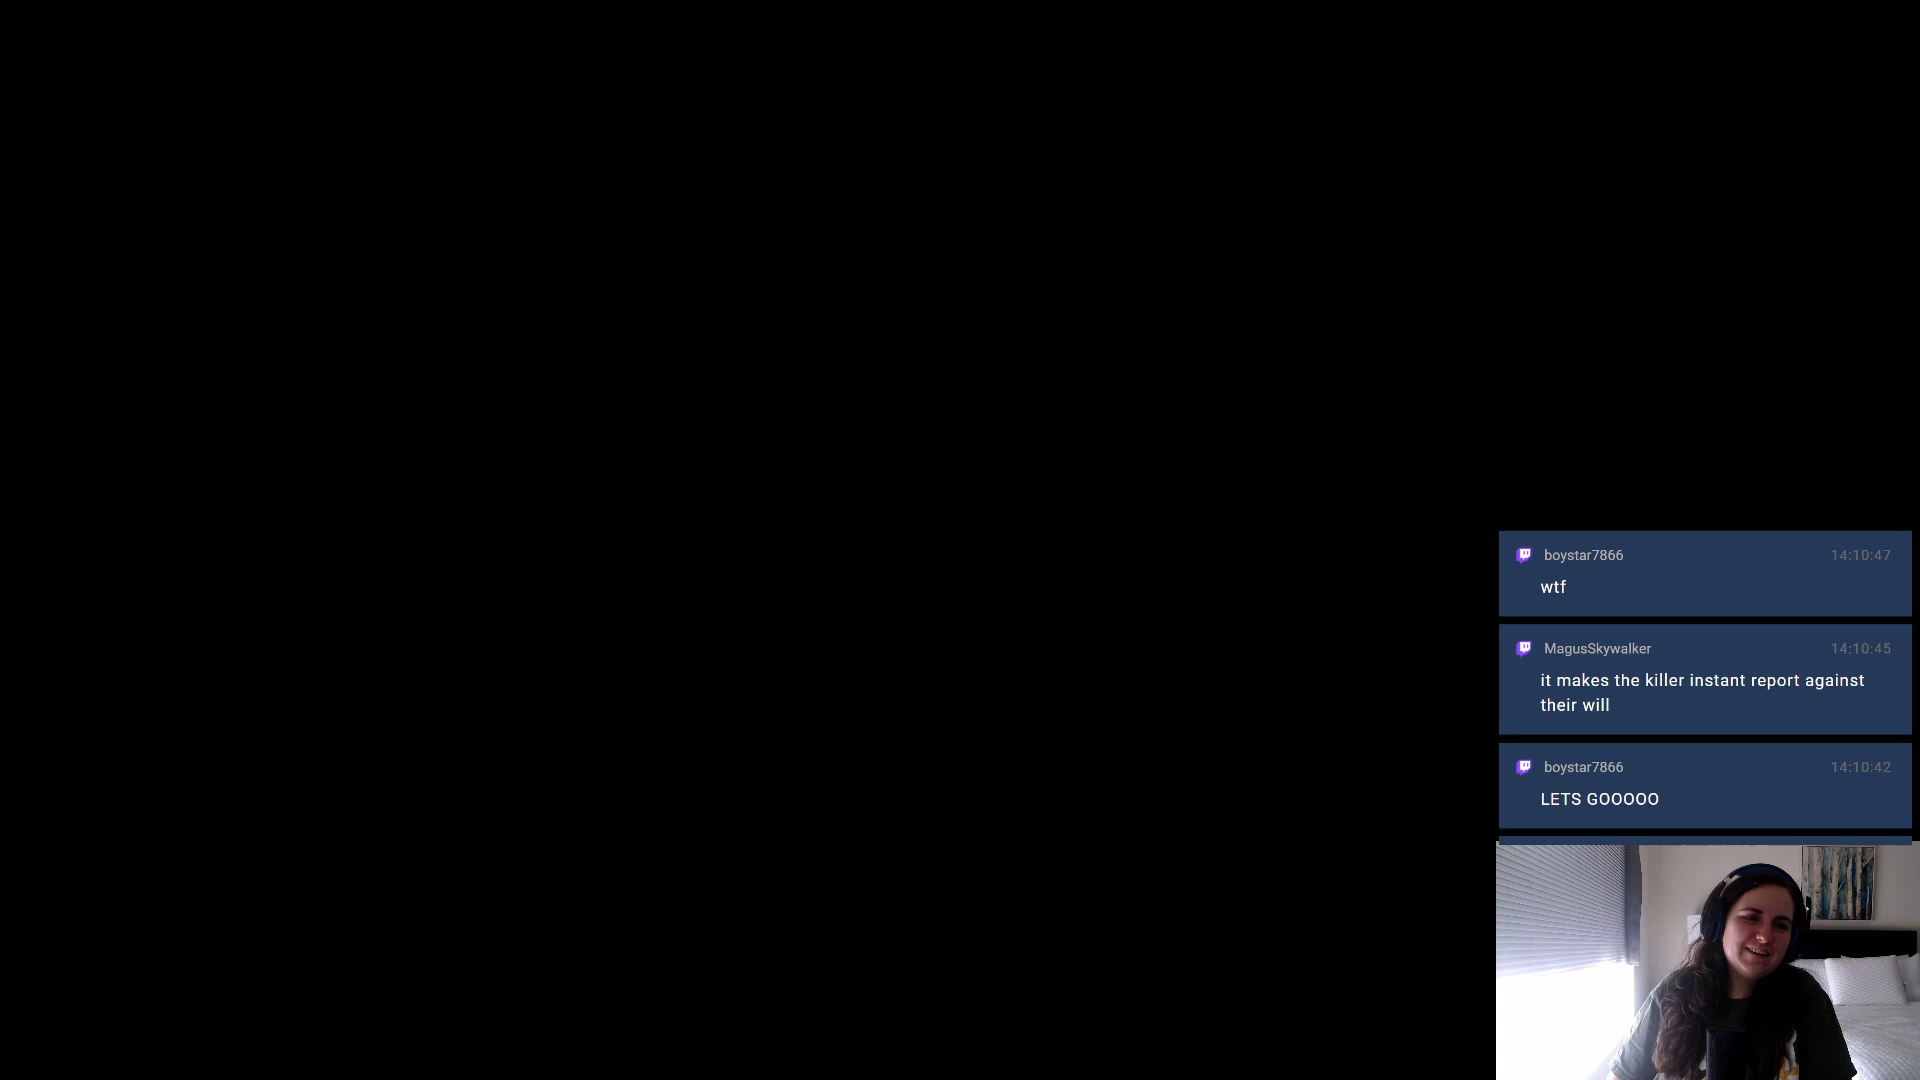 boystar7866 14:10:47
wtf
MagusSkywalker 14:10:45
it makes the killer instant report against
their will
boystar7866 14:10:42
LETS GOOOOO